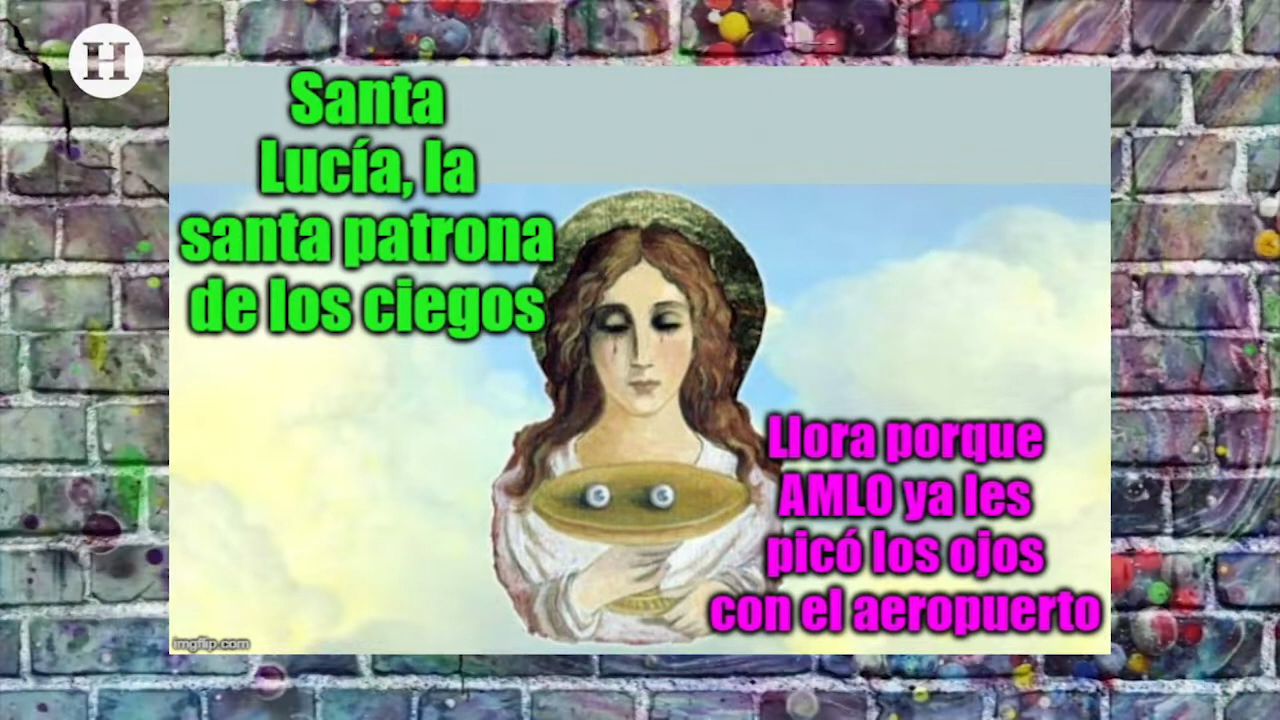 H
Santa
Lucía, la
santa patrona
de los ciegos
Llora porque
AMLO ya les
picó los ojos
con el aeropuerto
imgflip.com